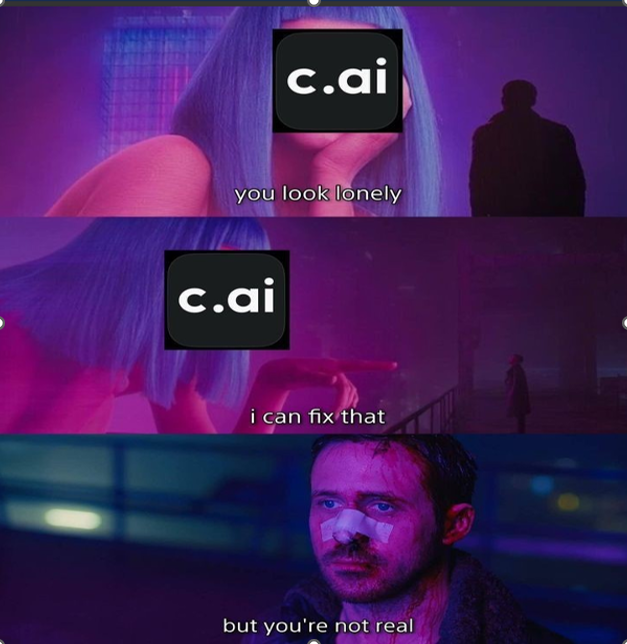 c.ai
you look lonely
c.ai
i can fix that
but you're not real